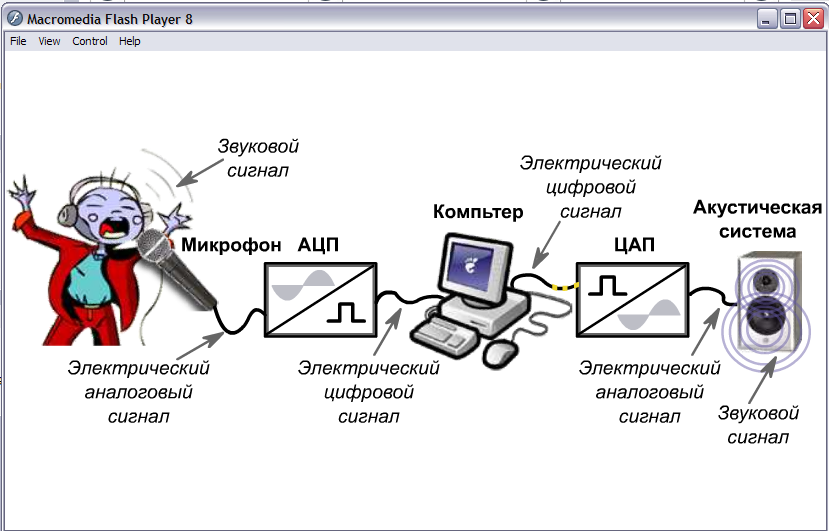 Macromedia Flash Player 8
File View Control Help
Звуковой
сигнал
Электрический
цифровой
сигнал
Микрофон
АЦП
Компьтер
ЦАП
Акустическая
система
Электрический
аналоговый
сигнал
Электрический
цифровой
сигнал
Электрический
аналоговый
сигнал
Звуковой
сигнал